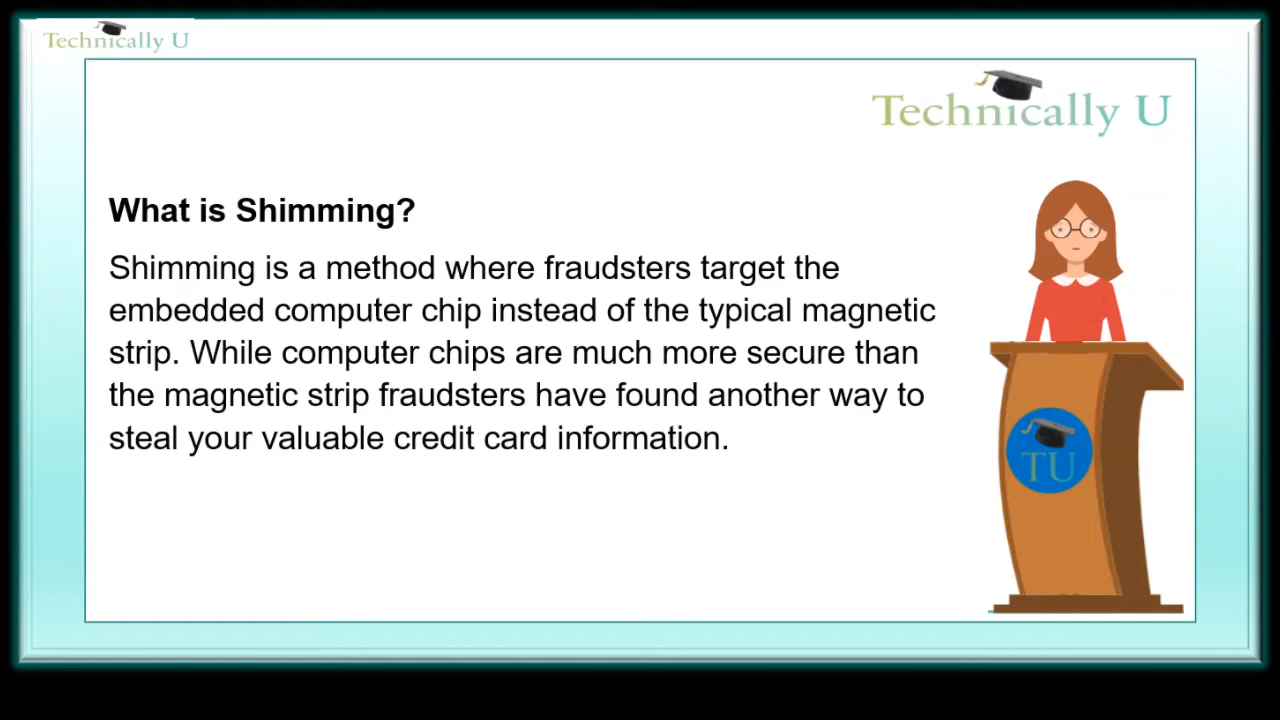 Technically U
Technically U
What is Shimming?
Shimming is a method where fraudsters target the
embedded computer chip instead of the typical magnetic
strip. While computer chips are much more secure than
the magnetic strip fraudsters have found another way to
steal your valuable credit card information.
TU